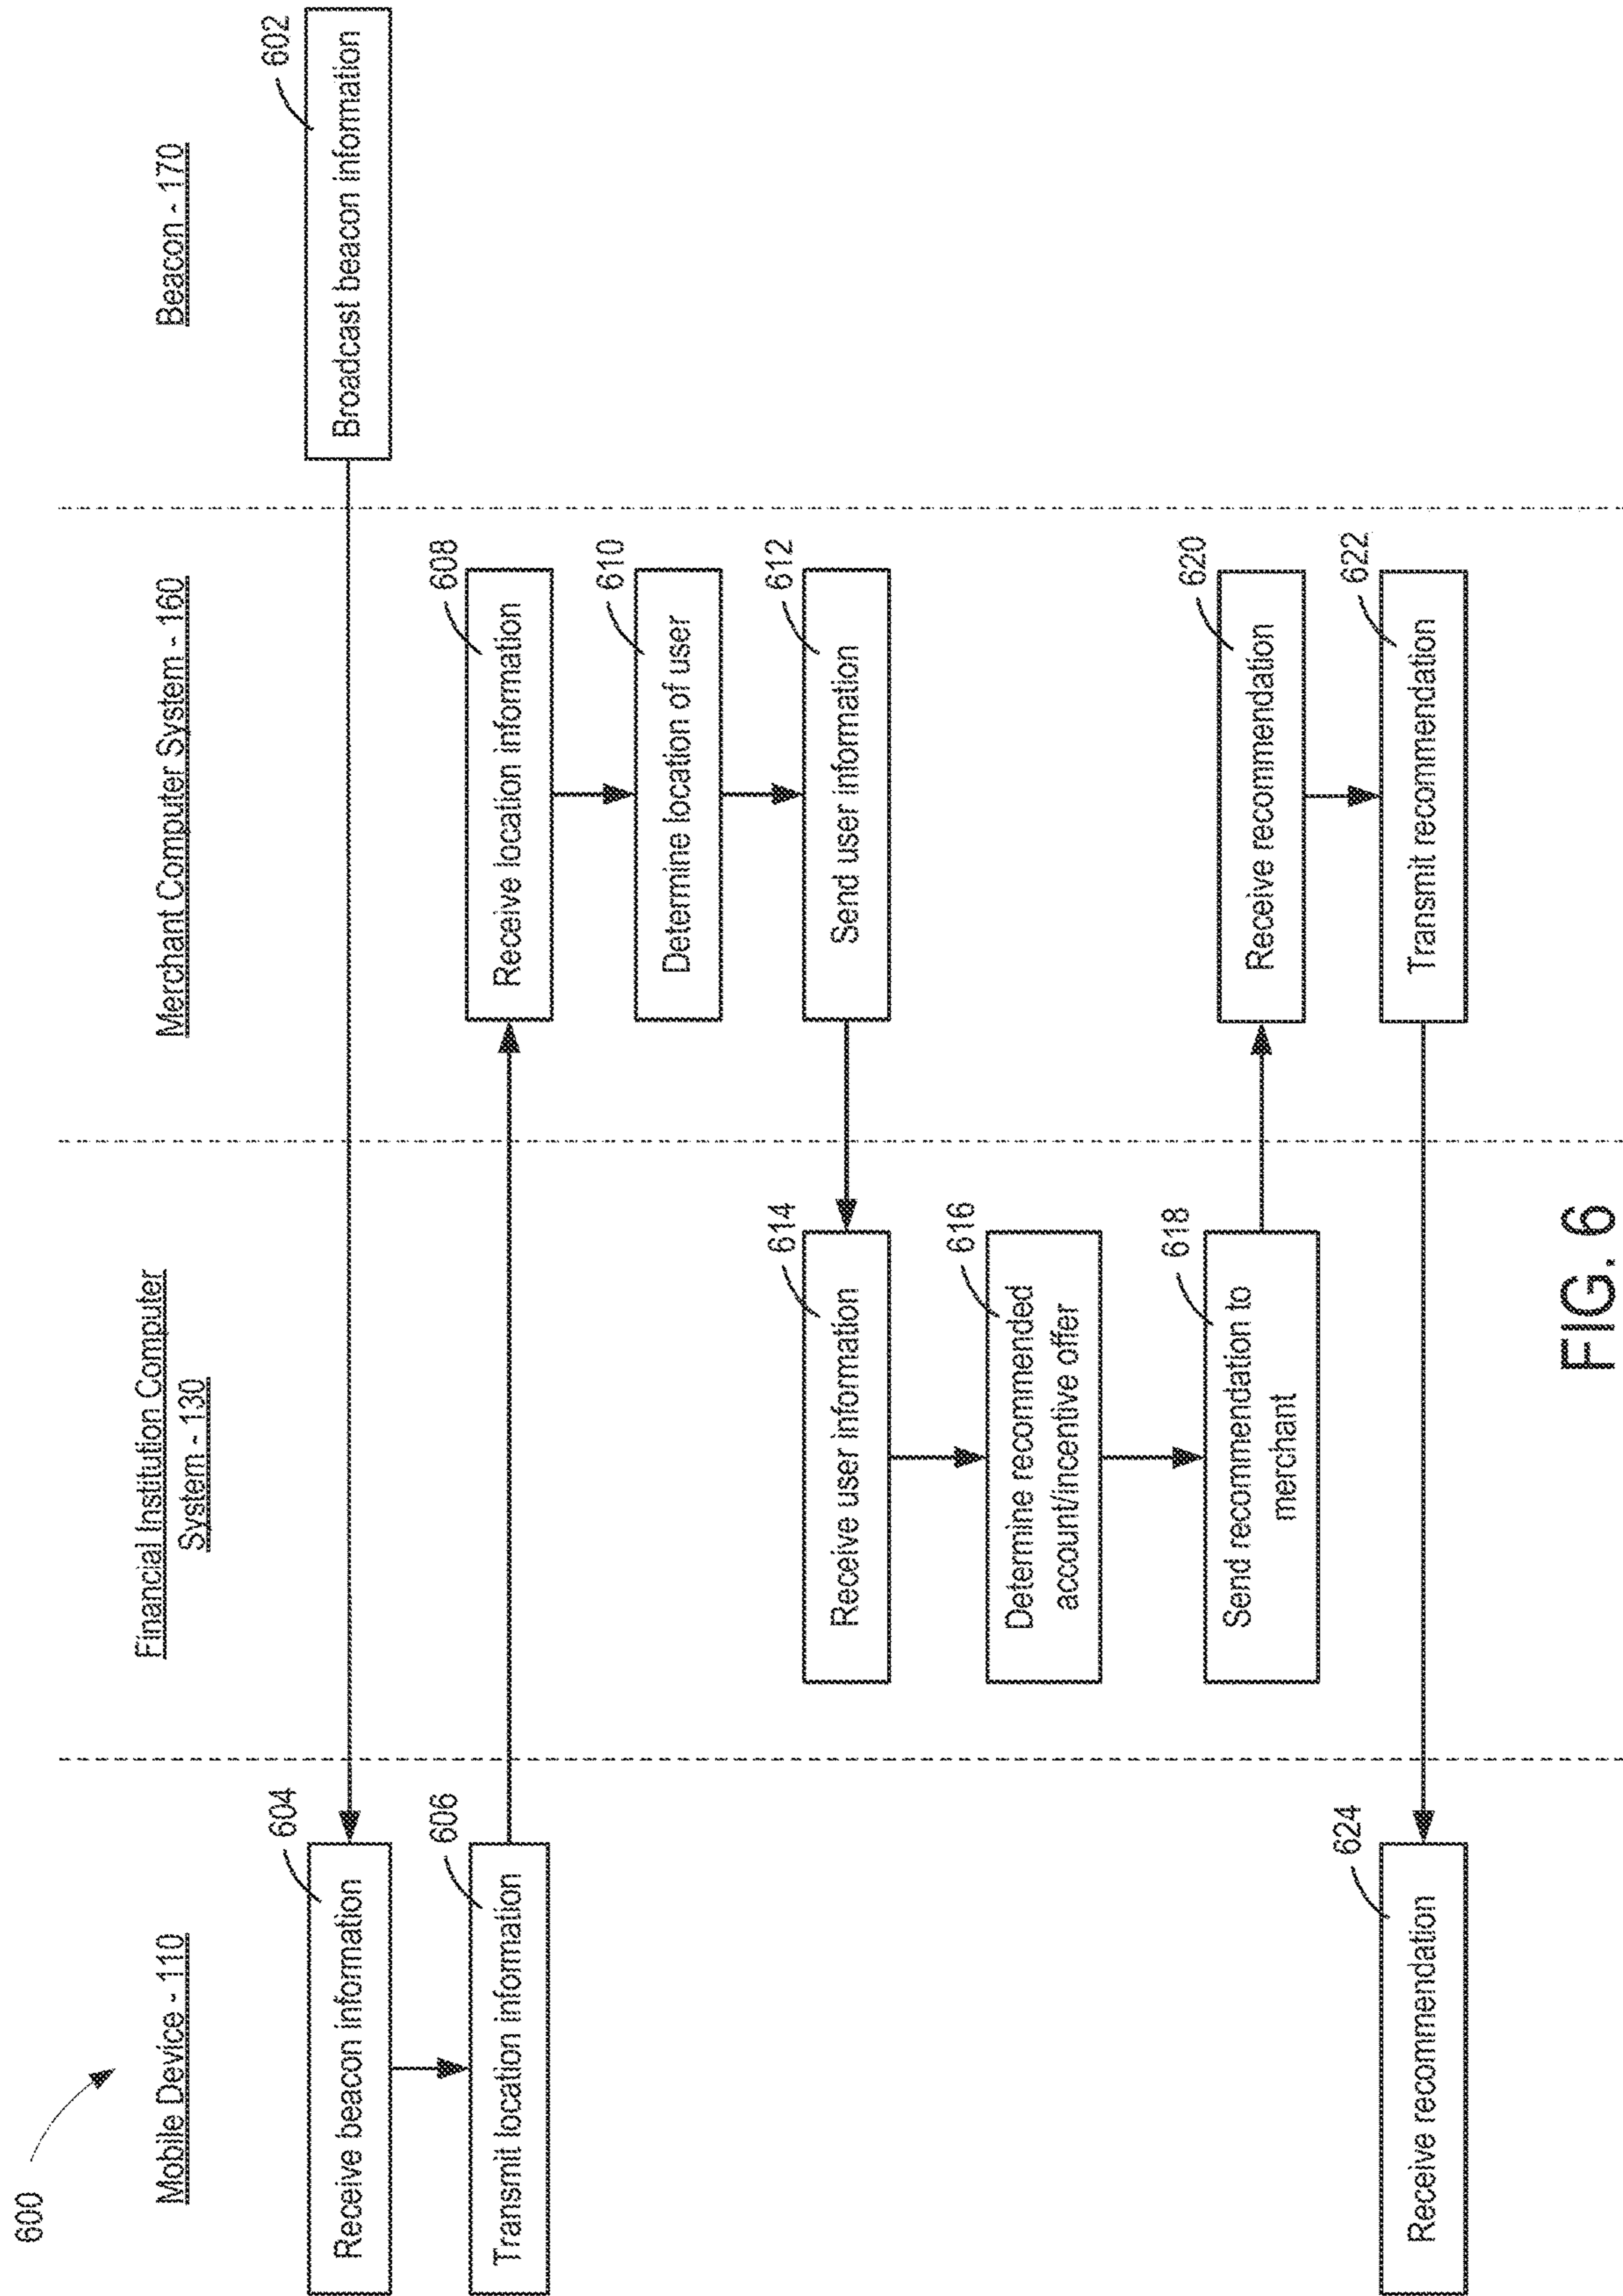 600
Mobile Device - 110
Financial Institution Computer
System - 130
Merchant Computer System - 160
Beacon - 170
602
Broadcast beacon information
604
Receive beacon information
606
Transmit location information
608
Receive location information
610
Determine location of user
612
Send user information
614
Receive user information
616
Determine recommended
account/incentive offer
618
Send recommendation to
merchant
620
Receive recommendation
622
Transmit recommendation
624
Receive recommendation
FIG. 6